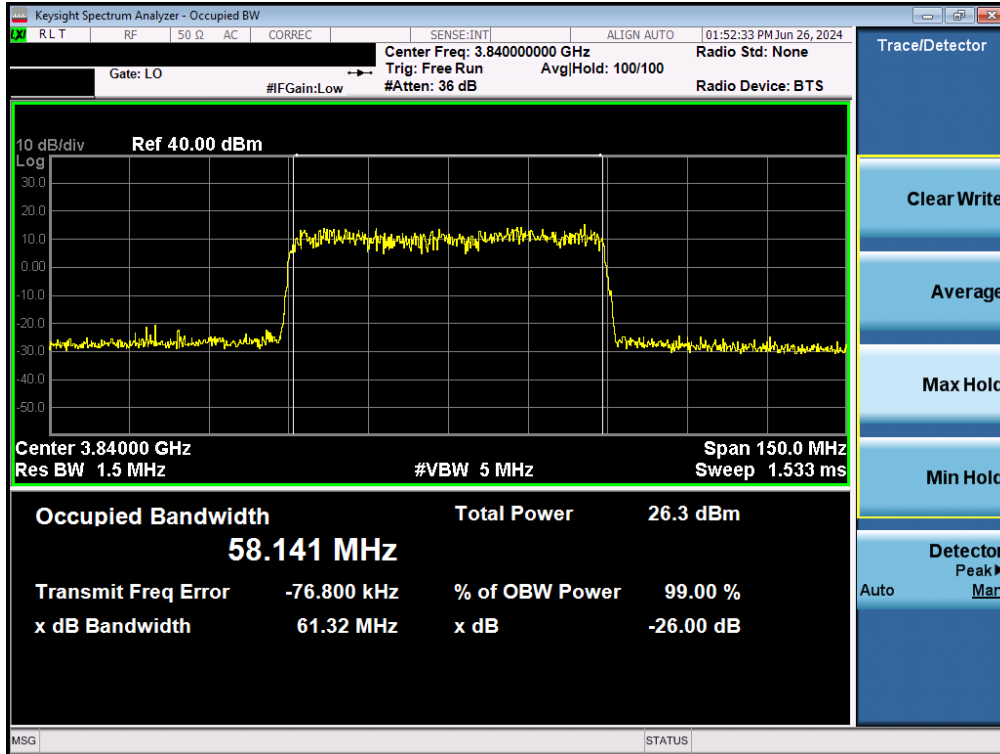 Keysight Spectrum Analyzer - Occupied BW
LXI RLT RF 50 Ω AC CORREC SENSE:INT ALIGN AUTO 01:52:33 PM Jun 26, 2024
Center Freq: 3.840000000 GHz Radio Std: None
Gate: LO Trig: Free Run Avg|Hold: 100/100
#IFGain:Low #Atten: 36 dB Radio Device: BTS
10 dB/div Ref 40.00 dBm
Log
30.0
20.0
10.0
0.00
-10.0
-20.0
-30.0
-40.0
-50.0
Center 3.84000 GHz Span 150.0 MHz
Res BW 1.5 MHz #VBW 5 MHz Sweep 1.533 ms
Occupied Bandwidth Total Power 26.3 dBm
58.141 MHz
Transmit Freq Error -76.800 kHz % of OBW Power 99.00 %
x dB Bandwidth 61.32 MHz x dB -26.00 dB
MSG STATUS
Trace/Detector
Clear Write
Average
Max Hold
Min Hold
Detector
Peak
Auto Man